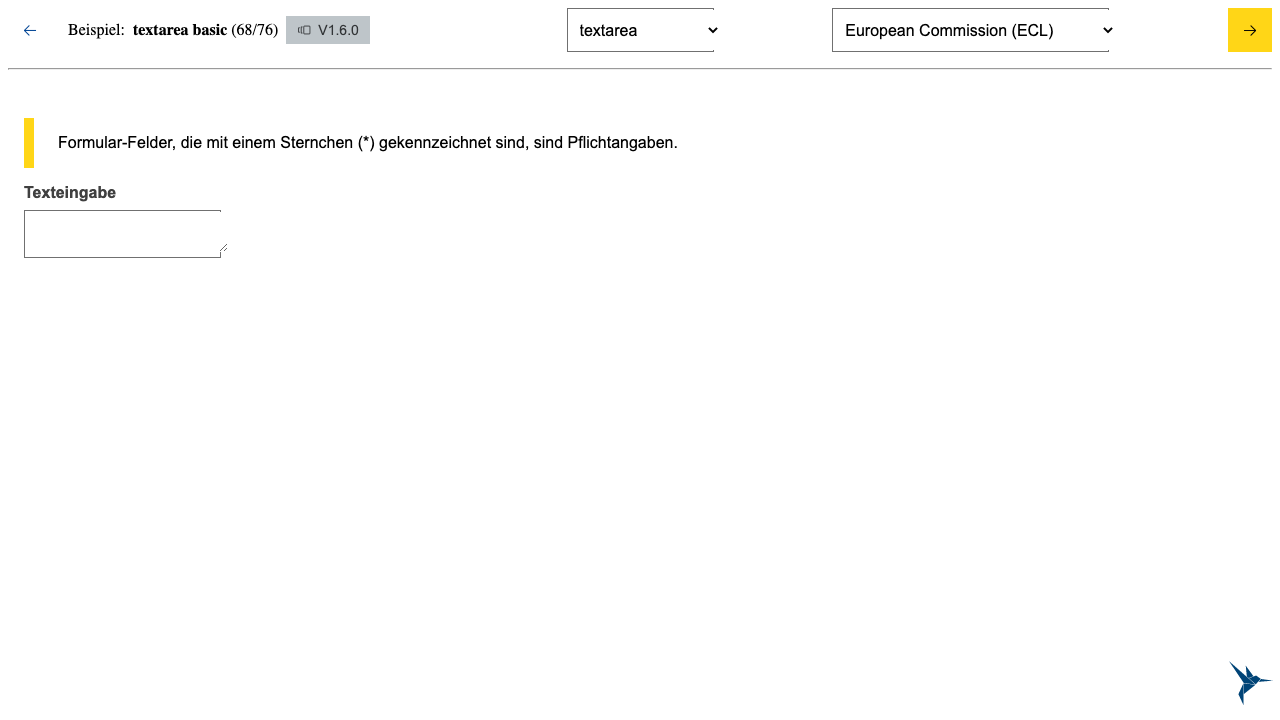 Beispiel: textarea basic (68/76) V1.6.0 textarea European Commission (ECL)
Formular-Felder, die mit einem Sternchen (*) gekennzeichnet sind, sind Pflichtangaben.
Texteingabe